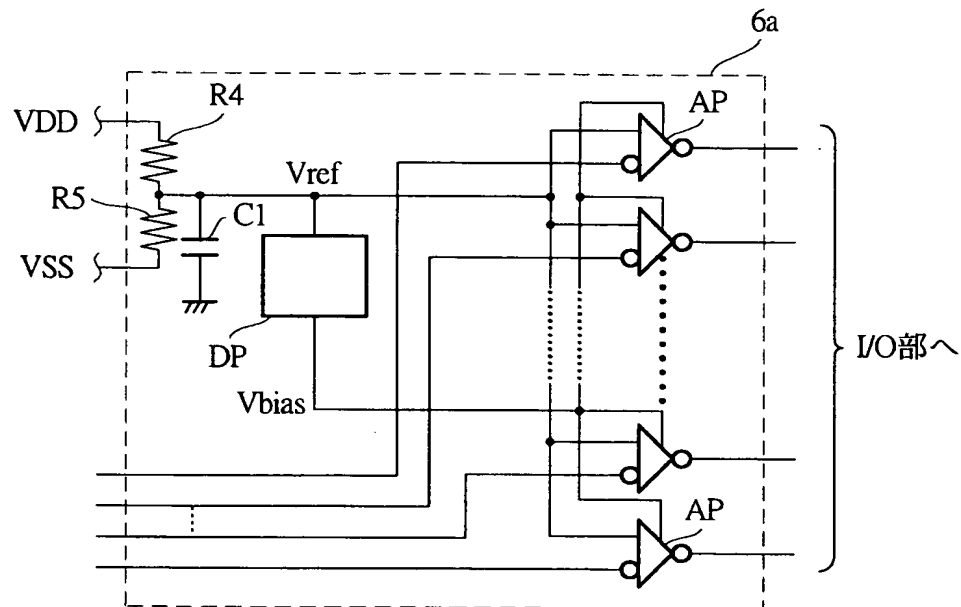 6a
R4
AP
VDD
Vref
R5
C1
VSS
DP
I/O部へ
Vbias
AP